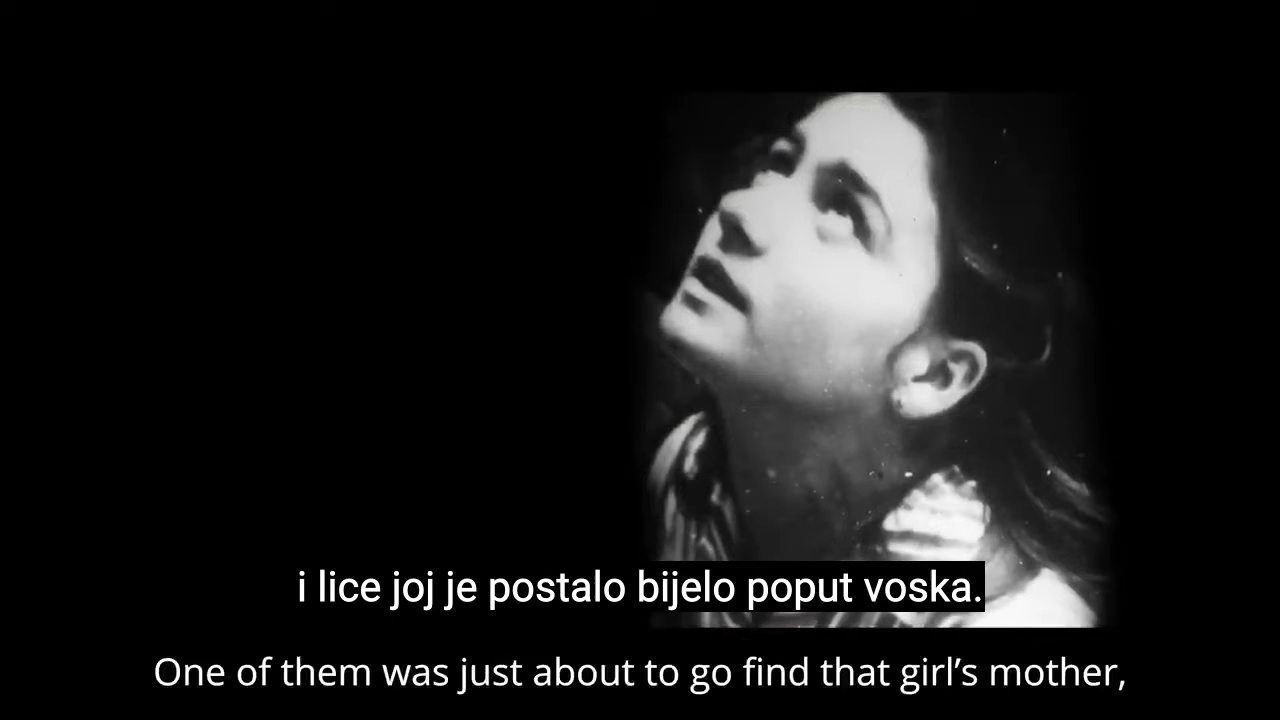 i lice joj je postalo bijelo poput voska.
One of them was just about to go find that girl’s mother,